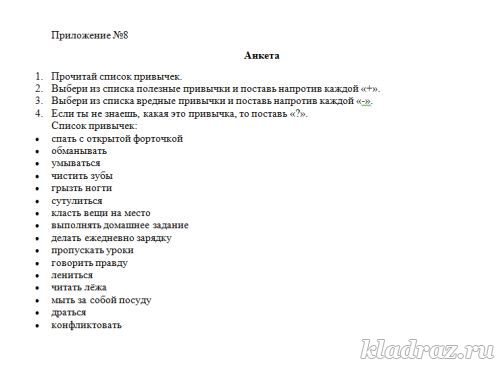 Приложение №8
Анкета
1. Прочитай список привычек.
2. Выбери из списка полезные привычки и поставь напротив каждой «+».
3. Выбери из списка вредные привычки и поставь напротив каждой «-».
4. Если ты не знаешь, какая это привычка, то поставь «?».
Список привычек:
• спать с открытой форточкой
• обманывать
• умываться
• чистить зубы
• грызть ногти
• сутулиться
• класть вещи на место
• выполнять домашнее задание
• делать ежедневно зарядку
• пропускать уроки
• говорить правду
• лениться
• читать лёжа
• мыть за собой посуду
• драться
• конфликтовать
kladraz.ru